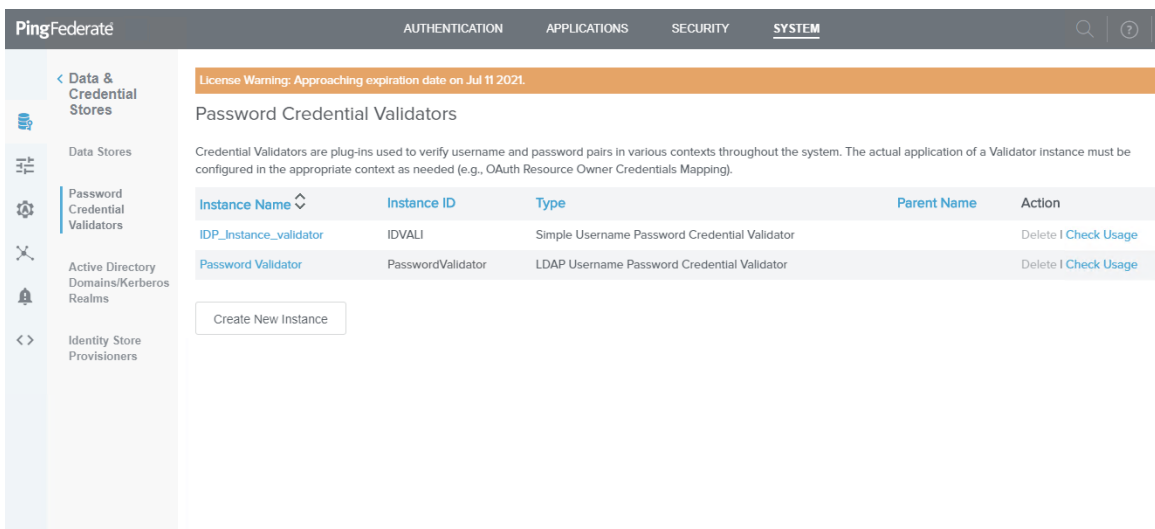 PingFederate AUTHENTICATION APPLICATIONS SECURITY SYSTEM
Data &
Credential
Stores
Data Stores
Password
Credential
Validators
Active Directory
Domains/Kerberos
Realms
Identity Store
Provisioners
License Warning: Approaching expiration date on Jul 11 2021.
Password Credential Validators
Credential Validators are plug-ins used to verify username and password pairs in various contexts throughout the system. The actual application of a Validator instance must be
configured in the appropriate context as needed (e.g., OAuth Resource Owner Credentials Mapping).
Instance Name Instance ID Type Parent Name Action
IDP_Instance_validator IDVALI Simple Username Password Credential Validator Delete | Check Usage
Password Validator PasswordValidator LDAP Username Password Credential Validator Delete | Check Usage
Create New Instance